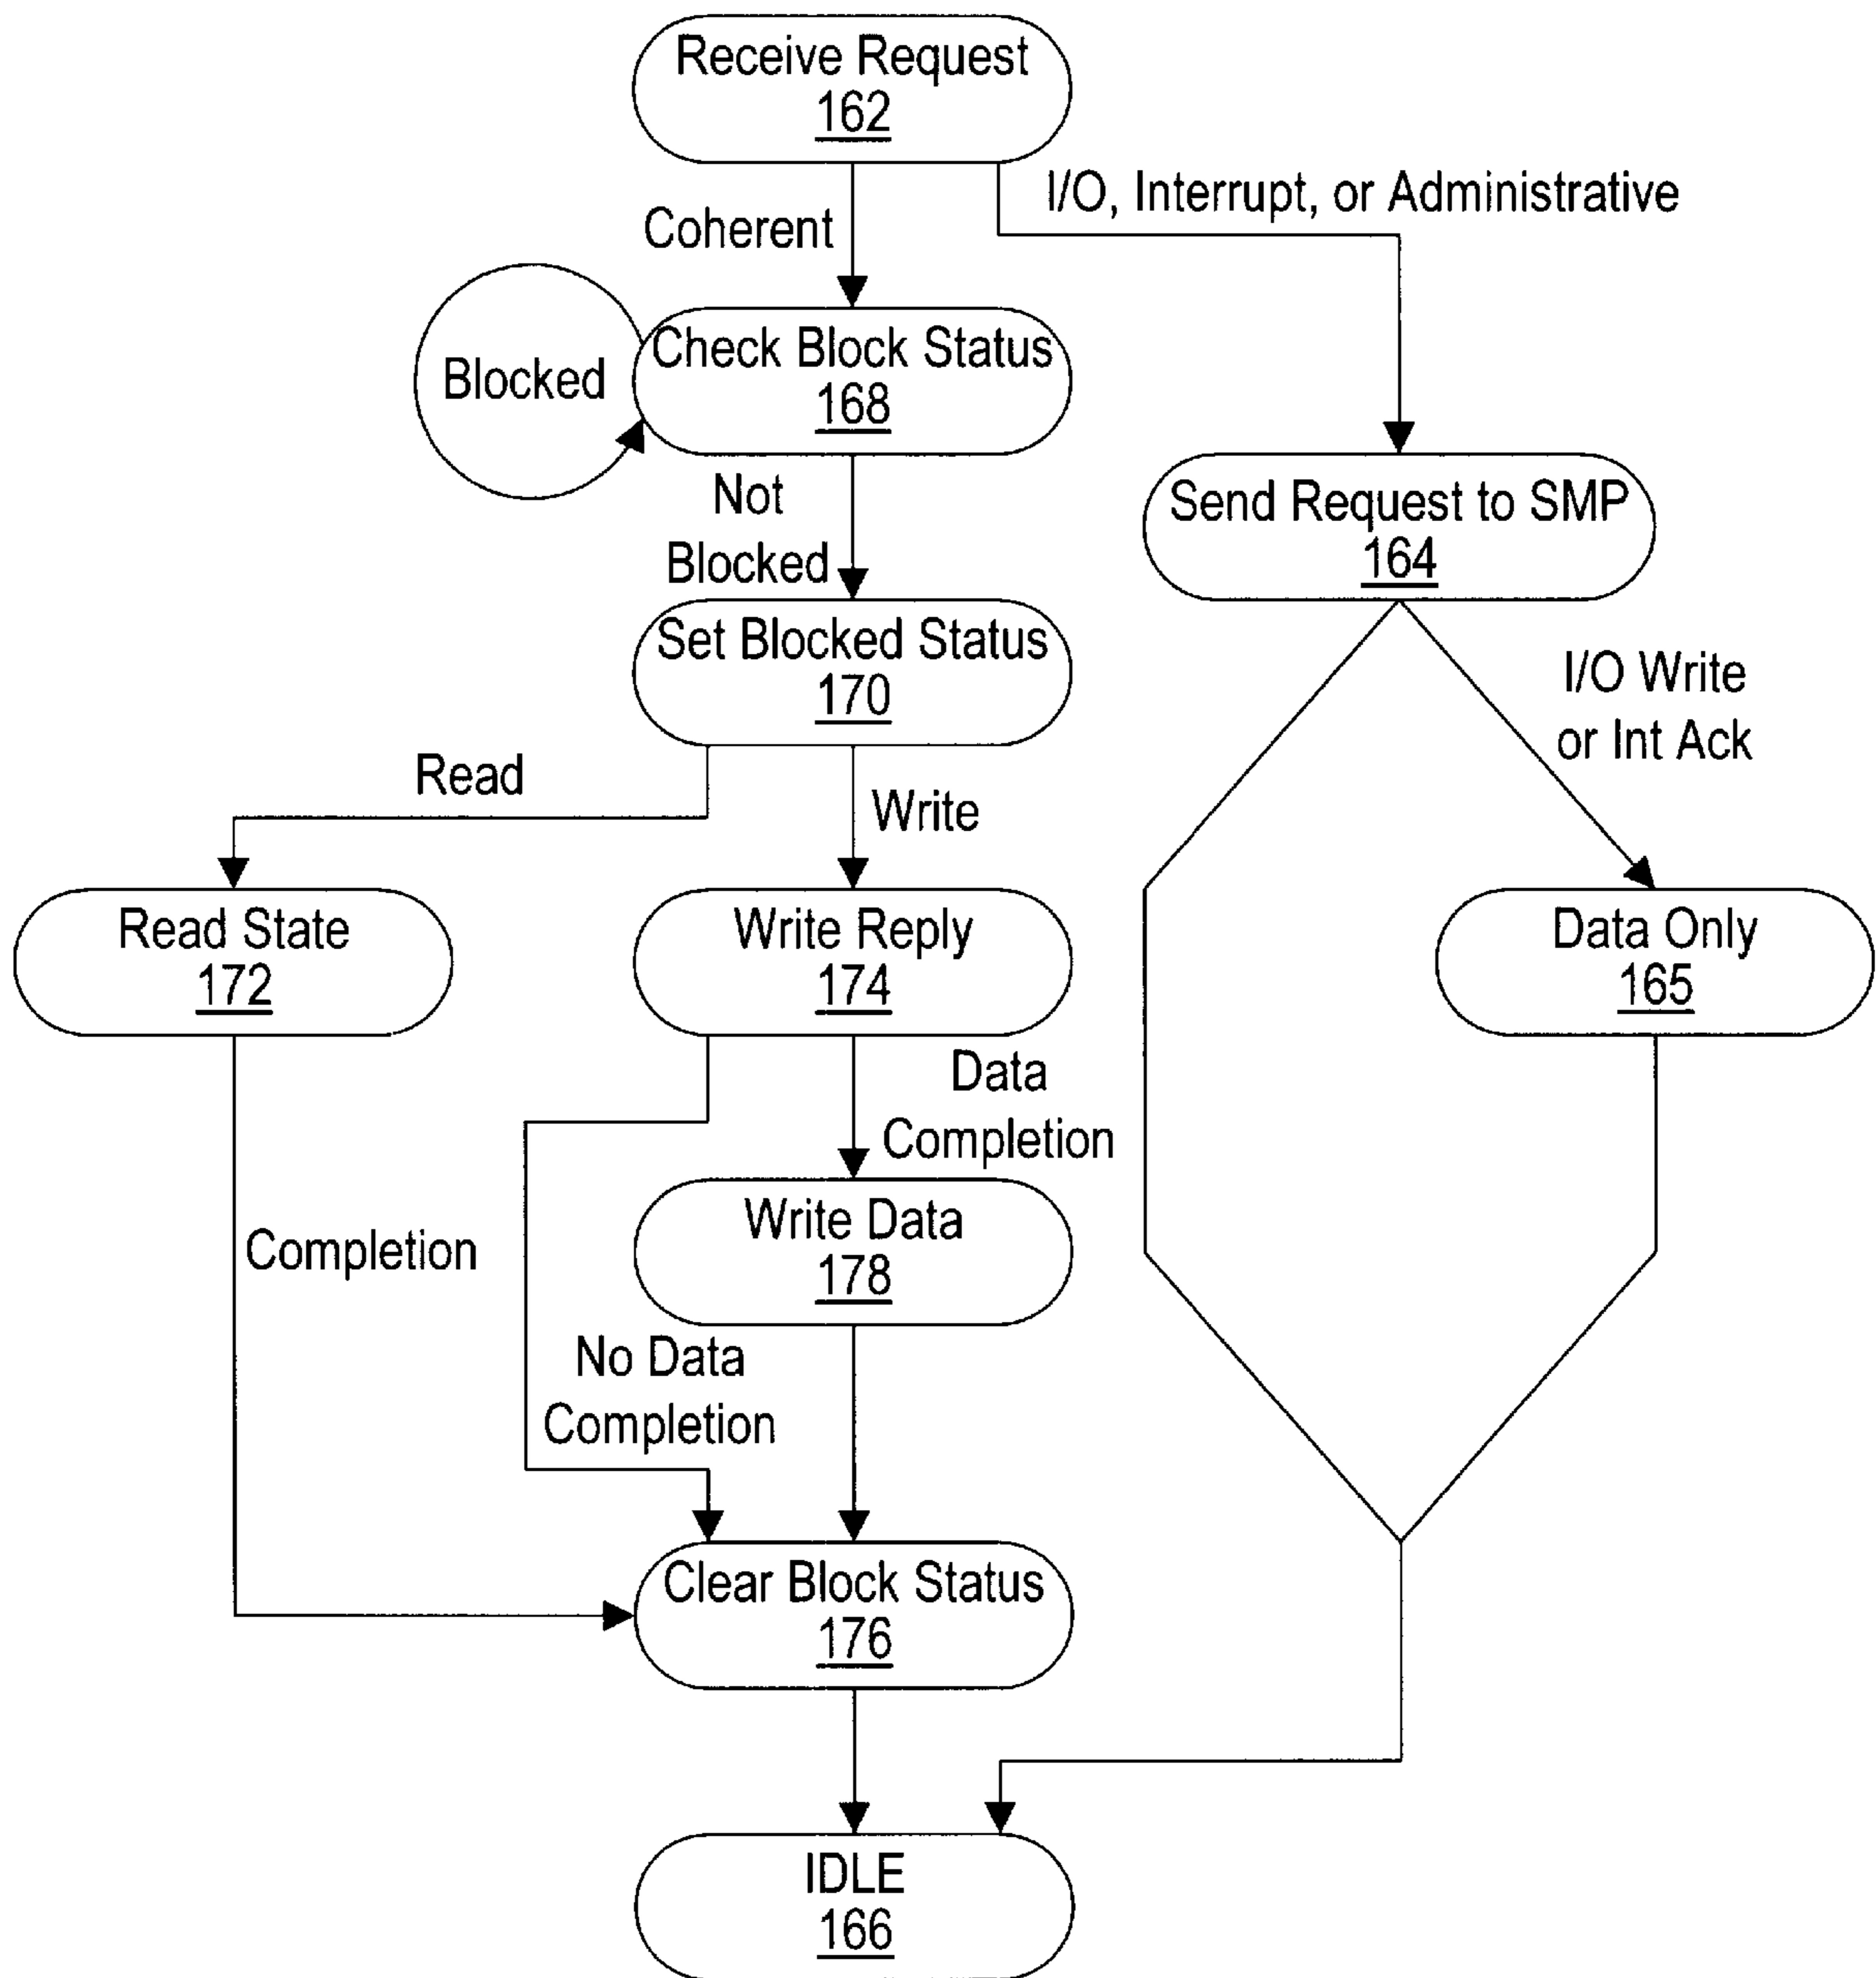 Receive Request
162
I/O, Interrupt, or Administrative
Coherent
Blocked
Check Block Status
168
Not
Blocked
Send Request to SMP
164
Set Blocked Status
170
I/O Write
or Int Ack
Read
Write
Read State
172
Write Reply
174
Data Only
165
Data
Completion
Write Data
178
Completion
No Data
Completion
Clear Block Status
176
IDLE
166